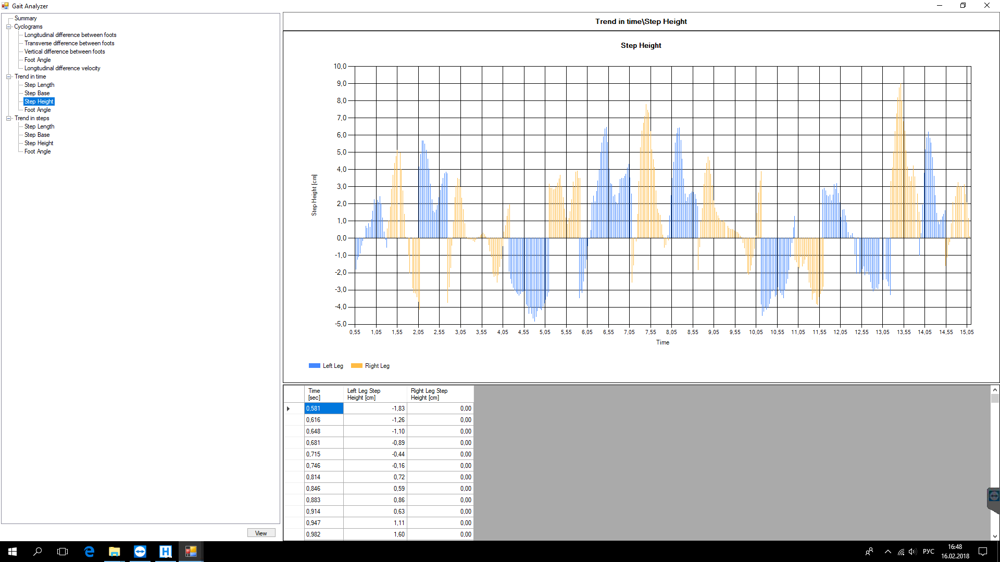 Gait Analyzer
Summary
Cyclograms
Longitudinal difference between foots
Transverse difference between foots
Vertical difference between foots
Foot Angle
Longitudinal difference velocity
Trend in time
Step Length
Step Base
Step Height
Foot Angle
Trend in steps
Step Length
Step Base
Step Height
Foot Angle
View
Trend in time\Step Height
Step Height
Step Height [cm]
10,0
9,0
8,0
7,0
6,0
5,0
4,0
3,0
2,0
1,0
0,0
-1,0
-2,0
-3,0
-4,0
-5,0
0,55 1,05 1,55 2,05 2,55 3,05 3,55 4,05 4,55 5,05 5,55 6,05 6,55 7,05 7,55 8,05 8,55 9,05 9,55 10,05 10,55 11,05 11,55 12,05 12,55 13,05 13,55 14,05 14,55 15,05
Time
Left Leg Right Leg
Time [sec] Left Leg Step Height [cm] Right Leg Step Height [cm]
0,581 -1,83 0,00
0,616 -1,26 0,00
0,648 -1,10 0,00
0,681 -0,89 0,00
0,715 -0,44 0,00
0,746 -0,16 0,00
0,814 0,72 0,00
0,846 0,59 0,00
0,883 0,86 0,00
0,914 0,63 0,00
0,947 1,11 0,00
0,982 1,60 0,00
РУС
16:48
16.02.2018